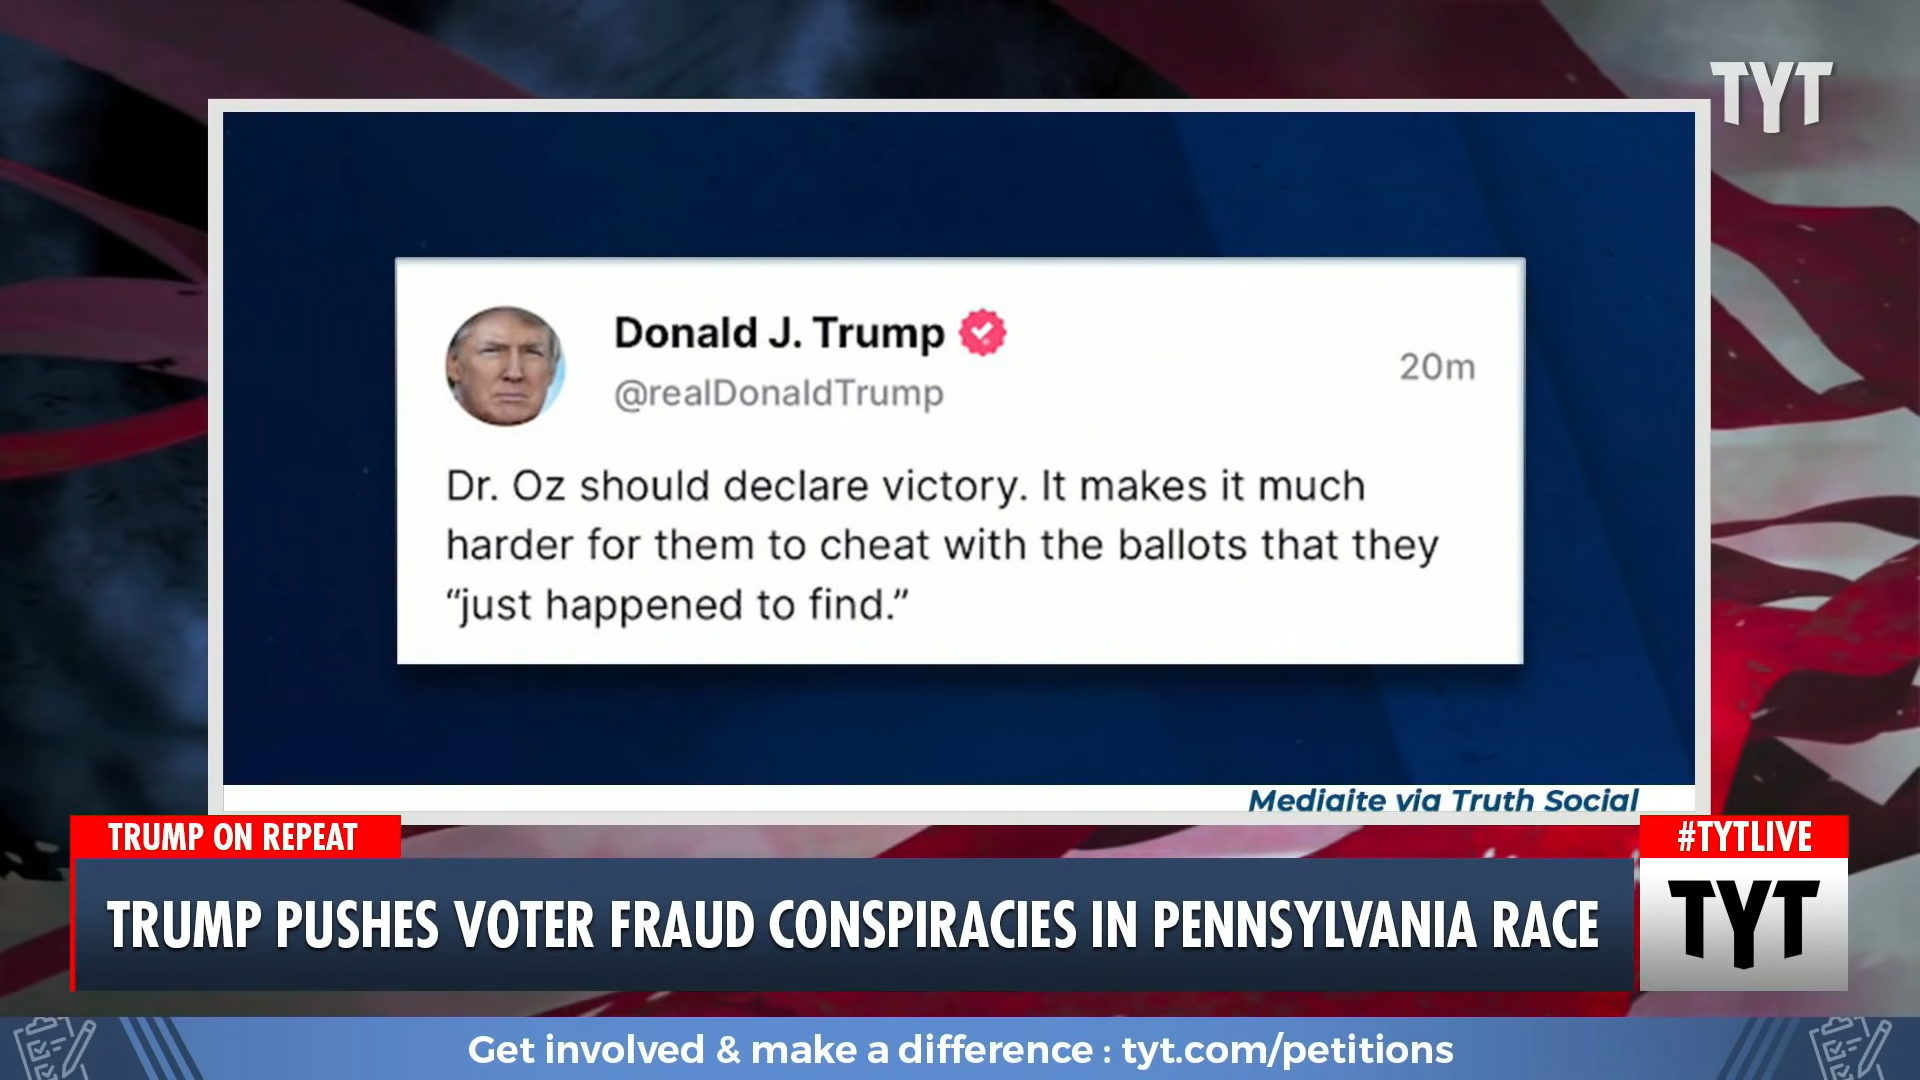 TYT
Donald J. Trump
@realDonaldTrump
20m
Dr. Oz should declare victory. It makes it much
harder for them to cheat with the ballots that they
“just happened to find.”
Mediaite via Truth Social
TRUMP ON REPEAT
#TYTLIVE
TRUMP PUSHES VOTER FRAUD CONSPIRACIES IN PENNSYLVANIA RACE
TYT
Get involved & make a difference : tyt.com/petitions